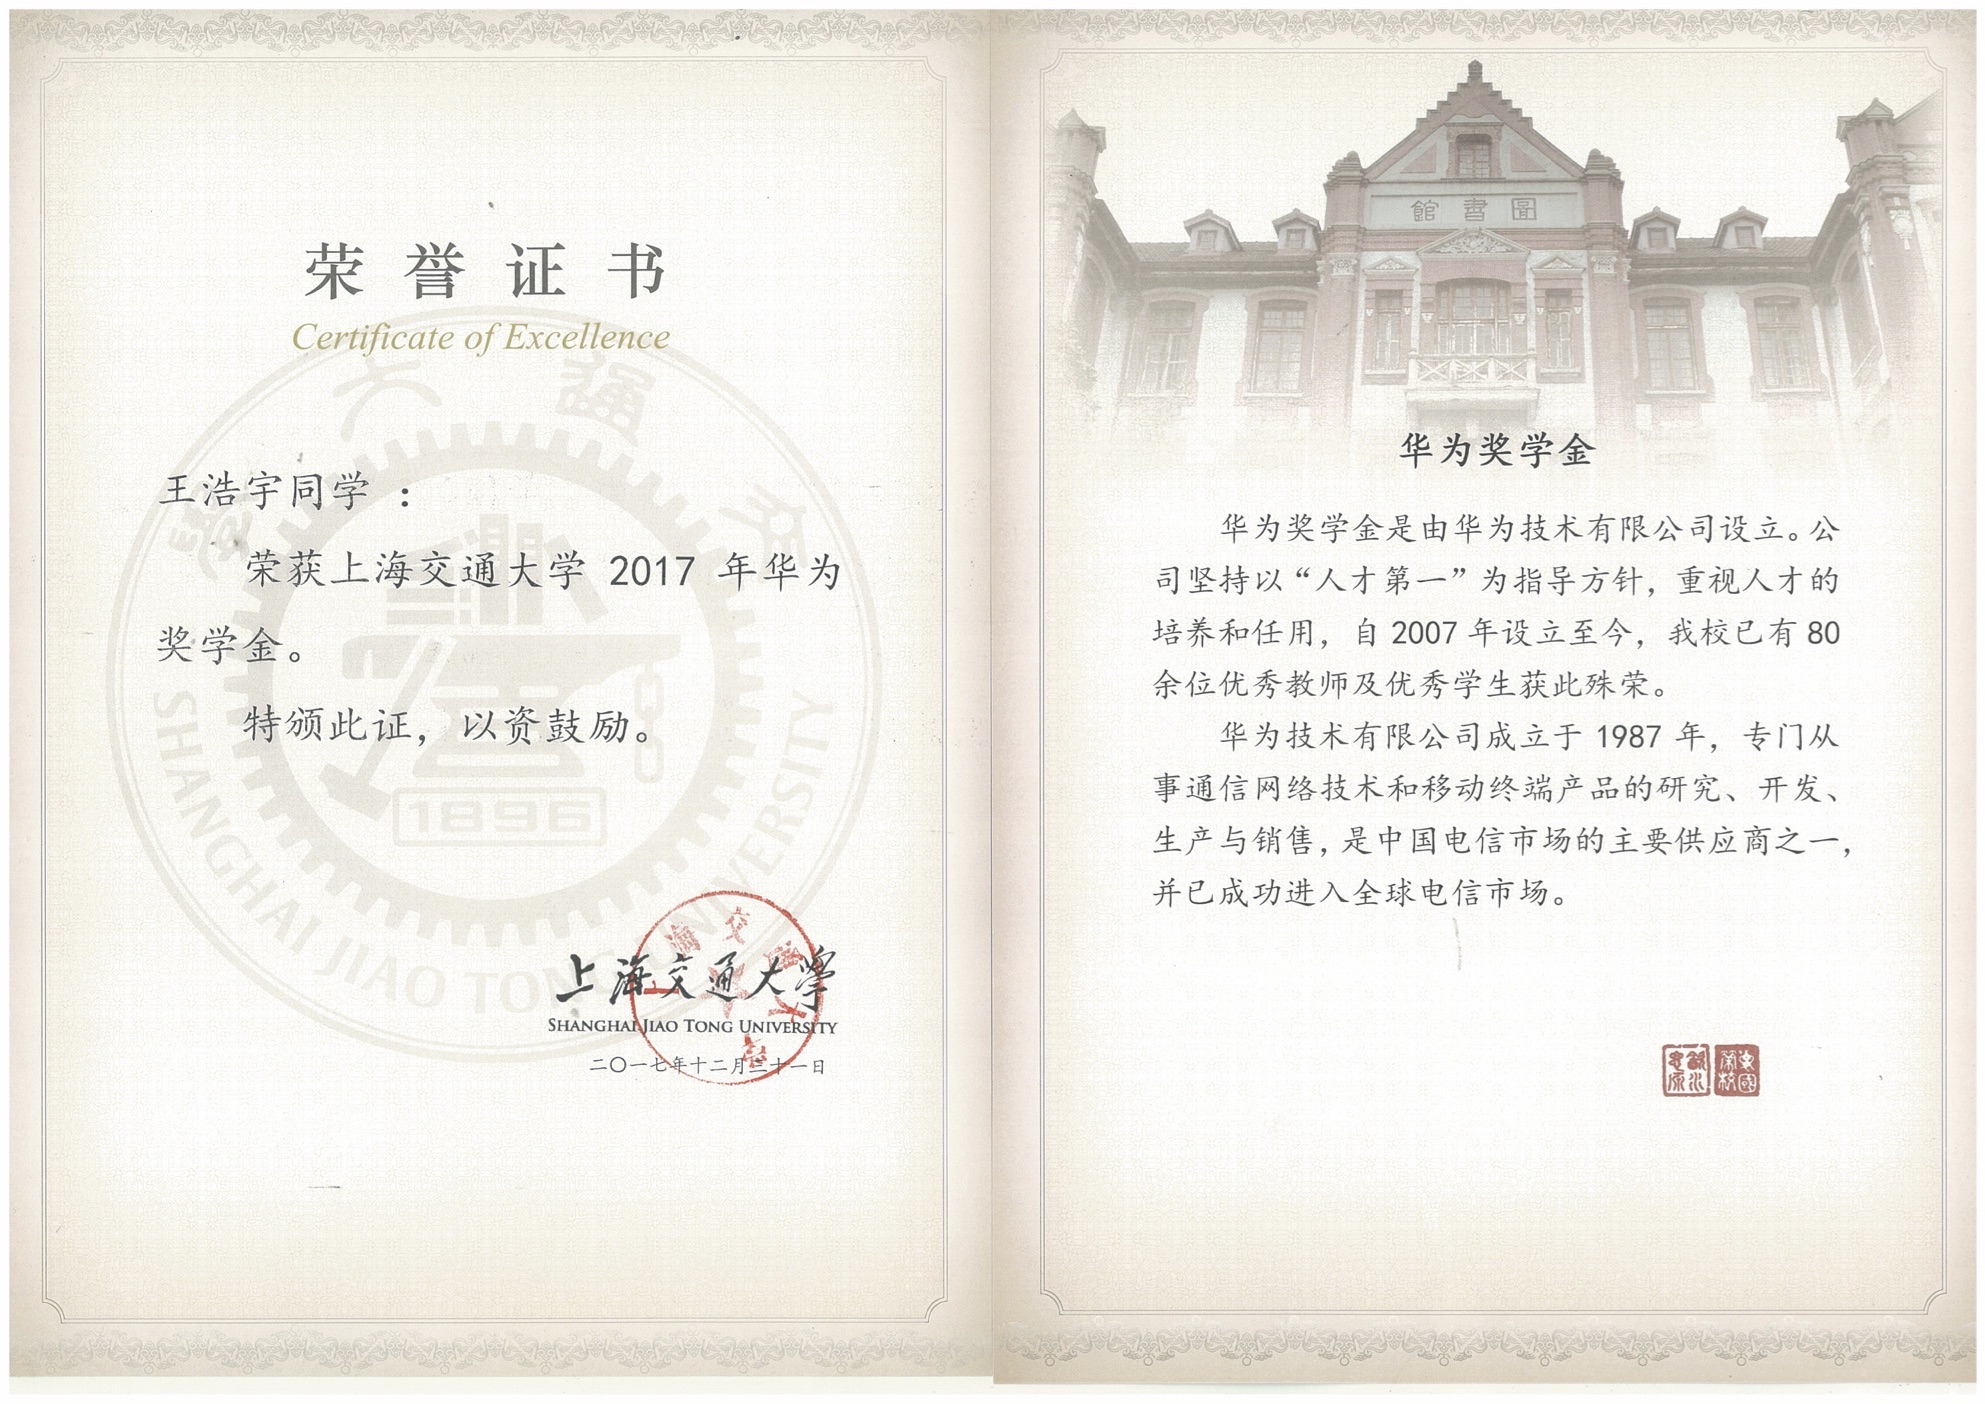 荣誉证书
Certificate of Excellence
王浩宇同学：
荣获上海交通大学 2017 年华为
奖学金。
特颁此证，以资鼓励。
1896
SHANGHAI JIAO TONG UNIVERSITY
上海交通大学
SHANGHAI JIAO TONG UNIVERSITY
二〇一七年十二月三十一日
館書圖
华为奖学金
华为奖学金是由华为技术有限公司设立。公
司坚持以“人才第一”为指导方针，重视人才的
培养和任用，自 2007 年设立至今，我校已有 80
余位优秀教师及优秀学生获此殊荣。
华为技术有限公司成立于 1987 年，专门从
事通信网络技术和移动终端产品的研究、开发、
生产与销售，是中国电信市场的主要供应商之一，
并已成功进入全球电信市场。